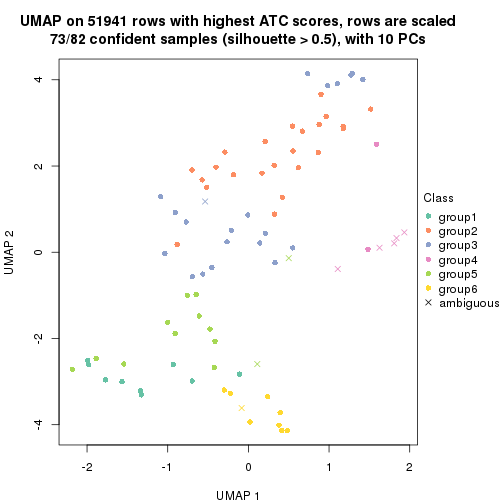 UMAP on 51941 rows with highest ATC scores, rows are scaled
73/82 confident samples (silhouette > 0.5), with 10 PCs
4
2
0
-2
-4
UMAP 2
-2
-1
0
1
2
UMAP 1
Class
group1
group2
group3
group4
group5
group6
ambiguous